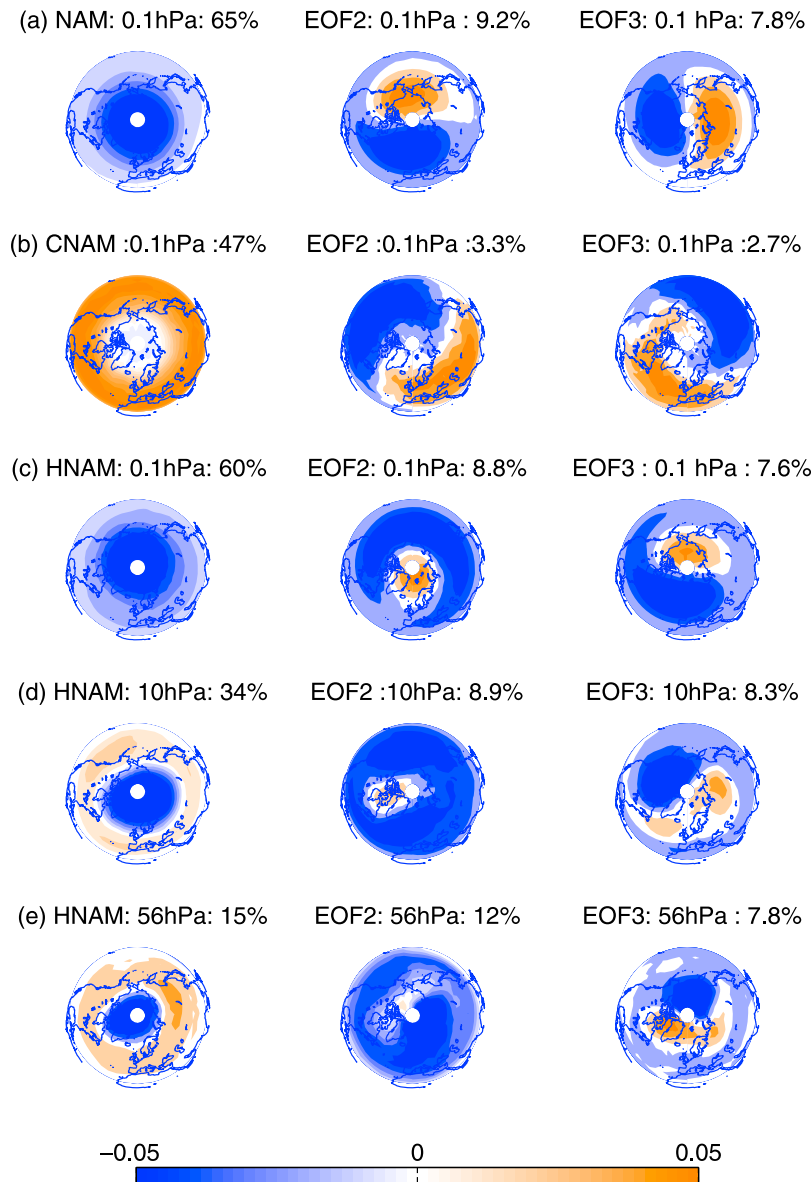 (a) NAM: 0.1hPa: 65% EOF2: 0.1hPa : 9.2% EOF3: 0.1 hPa: 7.8%
(b) CNAM :0.1hPa :47% EOF2 :0.1hPa :3.3% EOF3: 0.1hPa :2.7%
(c) HNAM: 0.1hPa: 60% EOF2: 0.1hPa: 8.8% EOF3 : 0.1 hPa : 7.6%
(d) HNAM: 10hPa: 34% EOF2 :10hPa: 8.9% EOF3: 10hPa: 8.3%
(e) HNAM: 56hPa: 15% EOF2: 56hPa: 12% EOF3: 56hPa : 7.8%
−0.05 0 0.05